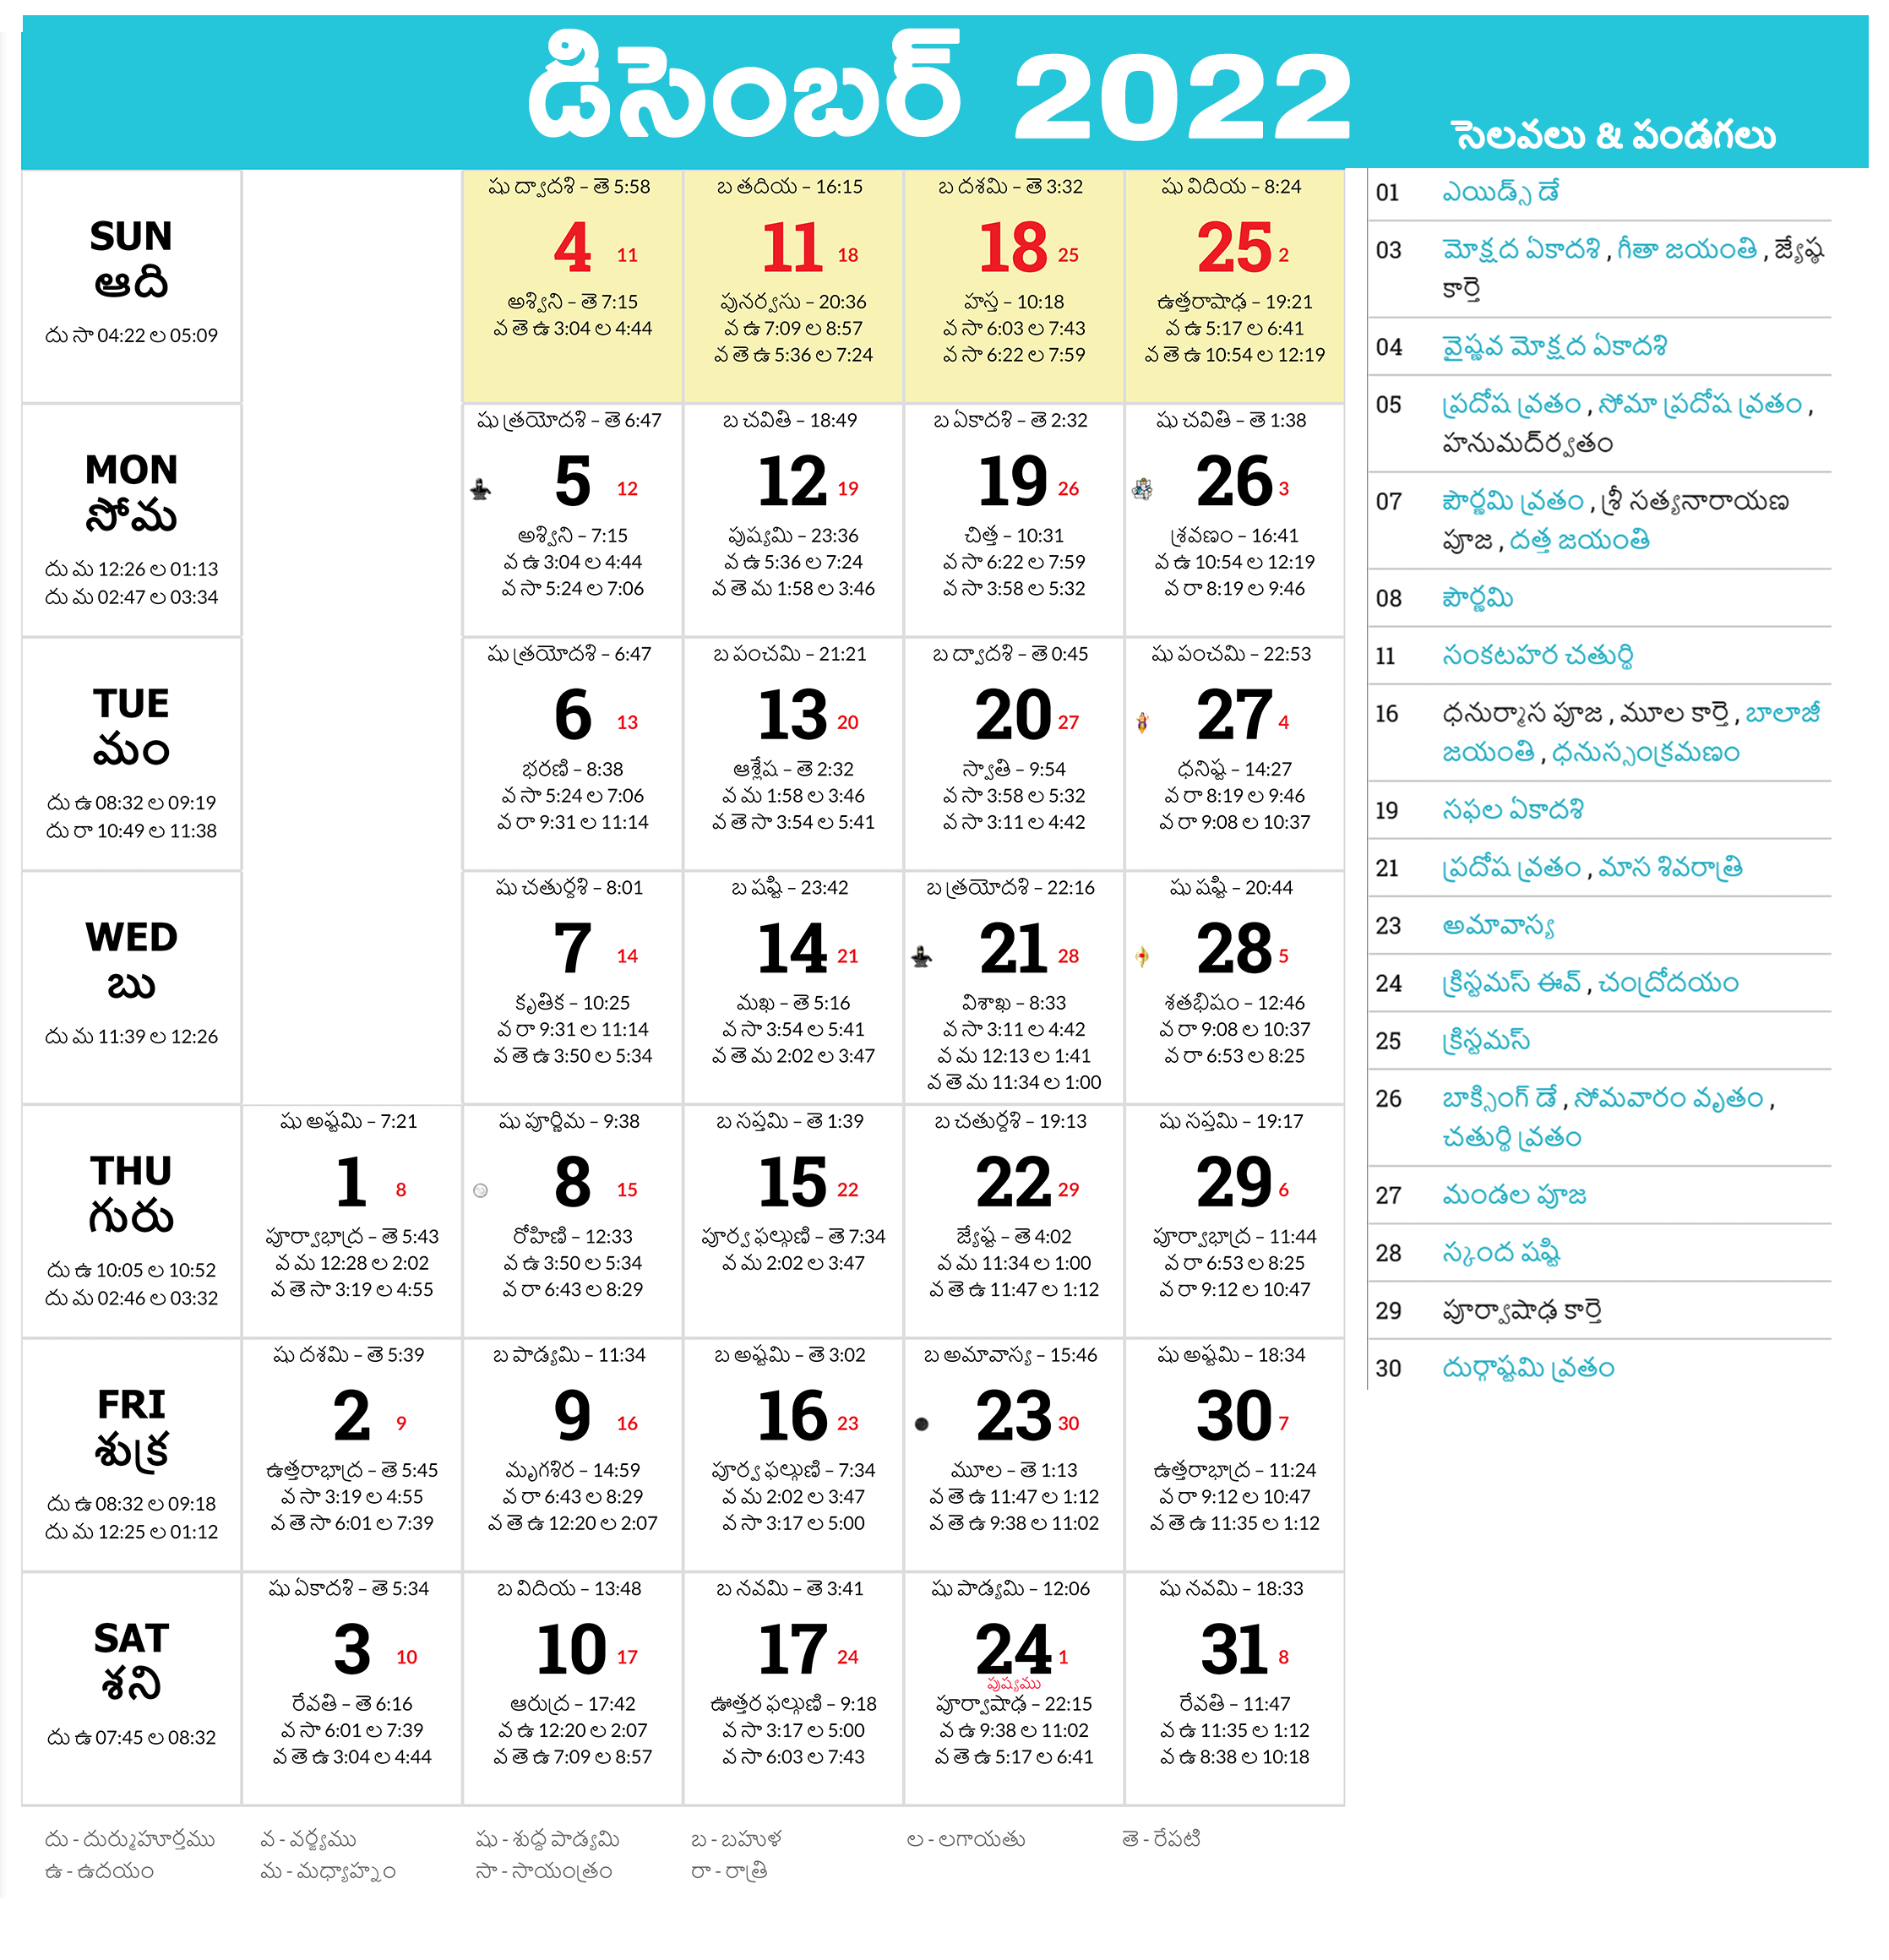 డిసెంబర్ 2022
సెలవలు & పండగలు
SUN
ఆది
దు సా 04:22 ల 05:09
షు ద్వాదశి – తె 5:58
4 11
అశ్విని – తె 7:15
వ తె ఉ 3:04 ల 4:44
బ తదియ – 16:15
11 18
పునర్వసు – 20:36
వ ఉ 7:09 ల 8:57
వ తె ఉ 5:36 ల 7:24
బ దశమి – తె 3:32
18 25
హస్త – 10:18
వ సా 6:03 ల 7:43
వ సా 6:22 ల 7:59
షు విదియ – 8:24
25 2
ఉత్తరాషాఢ – 19:21
వ ఉ 5:17 ల 6:41
వ తె ఉ 10:54 ల 12:19
MON
సోమ
దు మ 12:26 ల 01:13
దు మ 02:47 ల 03:34
షు త్రయోదశి – తె 6:47
5 12
అశ్విని – 7:15
వ ఉ 3:04 ల 4:44
వ సా 5:24 ల 7:06
బ చవితి – 18:49
12 19
పుష్యమి – 23:36
వ ఉ 5:36 ల 7:24
వ తె మ 1:58 ల 3:46
బ ఏకాదశి – తె 2:32
19 26
చిత్త – 10:31
వ సా 6:22 ల 7:59
వ సా 3:58 ల 5:32
షు చవితి – తె 1:38
26 3
శ్రవణం – 16:41
వ ఉ 10:54 ల 12:19
వ రా 8:19 ల 9:46
TUE
మం
దు ఉ 08:32 ల 09:19
దు రా 10:49 ల 11:38
షు త్రయోదశి – 6:47
6 13
భరణి – 8:38
వ సా 5:24 ల 7:06
వ రా 9:31 ల 11:14
బ పంచమి – 21:21
13 20
ఆశ్లేష – తె 2:32
వ మ 1:58 ల 3:46
వ తె సా 3:54 ల 5:41
బ ద్వాదశి – తె 0:45
20 27
స్వాతి – 9:54
వ సా 3:58 ల 5:32
వ సా 3:11 ల 4:42
షు పంచమి – 22:53
27 4
ధనిష్ట – 14:27
వ రా 8:19 ల 9:46
వ రా 9:08 ల 10:37
WED
బు
దు మ 11:39 ల 12:26
షు చతుర్దశి – 8:01
7 14
కృతిక – 10:25
వ రా 9:31 ల 11:14
వ తె ఉ 3:50 ల 5:34
బ షష్టి – 23:42
14 21
మఖ – తె 5:16
వ సా 3:54 ల 5:41
వ తె మ 2:02 ల 3:47
బ త్రయోదశి – 22:16
21 28
విశాఖ – 8:33
వ సా 3:11 ల 4:42
వ మ 12:13 ల 1:41
వ తె మ 11:34 ల 1:00
షు షష్టి – 20:44
28 5
శతభిషం – 12:46
వ రా 9:08 ల 10:37
వ రా 6:53 ల 8:25
THU
గురు
దు ఉ 10:05 ల 10:52
దు మ 02:46 ల 03:32
షు అష్టమి – 7:21
1 8
పూర్వాభాద్ర – తె 5:43
వ మ 12:28 ల 2:02
వ తె సా 3:19 ల 4:55
షు పూర్ణిమ – 9:38
8 15
రోహిణి – 12:33
వ ఉ 3:50 ల 5:34
వ రా 6:43 ల 8:29
బ సప్తమి – తె 1:39
15 22
పూర్వ ఫల్గుణి – తె 7:34
వ మ 2:02 ల 3:47
బ చతుర్దశి – 19:13
22 29
జ్యేష్ట – తె 4:02
వ మ 11:34 ల 1:00
వ తె ఉ 11:47 ల 1:12
షు సప్తమి – 19:17
29 6
పూర్వాభాద్ర – 11:44
వ రా 6:53 ల 8:25
వ రా 9:12 ల 10:47
FRI
శుక్ర
దు ఉ 08:32 ల 09:18
దు మ 12:25 ల 01:12
షు దశమి – తె 5:39
2 9
ఉత్తరాభాద్ర – తె 5:45
వ సా 3:19 ల 4:55
వ తె సా 6:01 ల 7:39
బ పాడ్యమి – 11:34
9 16
మృగశిర – 14:59
వ రా 6:43 ల 8:29
వ తె ఉ 12:20 ల 2:07
బ అష్టమి – తె 3:02
16 23
పూర్వ ఫల్గుణి – 7:34
వ మ 2:02 ల 3:47
వ సా 3:17 ల 5:00
బ అమావాస్య – 15:46
23 30
మూల – తె 1:13
వ తె ఉ 11:47 ల 1:12
వ తె ఉ 9:38 ల 11:02
షు అష్టమి – 18:34
30 7
ఉత్తరాభాద్ర – 11:24
వ రా 9:12 ల 10:47
వ తె ఉ 11:35 ల 1:12
SAT
శని
దు ఉ 07:45 ల 08:32
షు ఏకాదశి – తె 5:34
3 10
రేవతి – తె 6:16
వ సా 6:01 ల 7:39
వ తె ఉ 3:04 ల 4:44
బ విదియ – 13:48
10 17
ఆరుద్ర – 17:42
వ ఉ 12:20 ల 2:07
వ తె ఉ 7:09 ల 8:57
బ నవమి – తె 3:41
17 24
ఊత్తర ఫల్గుణి – 9:18
వ సా 3:17 ల 5:00
వ సా 6:03 ల 7:43
షు పాడ్యమి – 12:06
24 1
పుష్యము
పూర్వాషాఢ – 22:15
వ ఉ 9:38 ల 11:02
వ తె ఉ 5:17 ల 6:41
షు నవమి – 18:33
31 8
రేవతి – 11:47
వ ఉ 11:35 ల 1:12
వ ఉ 8:38 ల 10:18
01 ఎయిడ్స్ డే
03 మోక్షద ఏకాదశి , గీతా జయంతి , జ్యేష్ఠ
కార్తె
04 వైష్ణవ మోక్షద ఏకాదశి
05 ప్రదోష వ్రతం , సోమా ప్రదోష వ్రతం ,
హనుమద్ర్వతం
07 పౌర్ణమి వ్రతం , శ్రీ సత్యనారాయణ
పూజ , దత్త జయంతి
08 పౌర్ణమి
11 సంకటహర చతుర్థి
16 ధనుర్మాస పూజ , మూల కార్తె , బాలాజీ
జయంతి , ధనుస్సంక్రమణం
19 సఫల ఏకాదశి
21 ప్రదోష వ్రతం , మాస శివరాత్రి
23 అమావాస్య
24 క్రిస్టమస్ ఈవ్ , చంద్రోదయం
25 క్రిస్టమస్
26 బాక్సింగ్ డే , సోమవారం వృతం ,
చతుర్థి వ్రతం
27 మండల పూజ
28 స్కంద షష్టి
29 పూర్వాషాఢ కార్తె
30 దుర్గాష్టమి వ్రతం
దు - దుర్ముహూర్తము వ - వర్జ్యము షు - శుద్ధ పాడ్యమి బ - బహుళ ల - లగాయతు తె - రేపటి
ఉ - ఉదయం మ - మధ్యాహ్నం సా - సాయంత్రం రా - రాత్రి